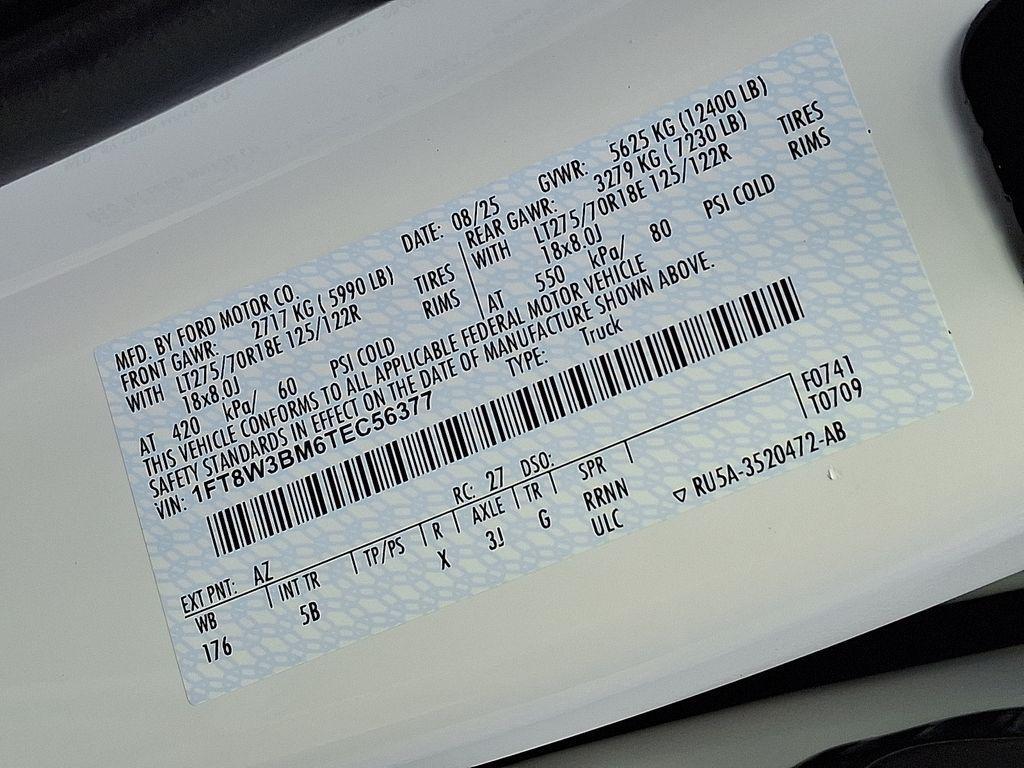 MFD. BY FORD MOTOR CO.
DATE: 08/25 GVWR: 5625 KG (12400 LB)
FRONT GAWR: 2717 KG ( 5990 LB) REAR GAWR: 3279 KG ( 7230 LB)
WITH LT275/70R18E 125/122R TIRES WITH LT275/70R18E 125/122R TIRES
18x8.0J RIMS 18x8.0J RIMS
AT 420 kPa/ 60 PSI COLD AT 550 kPa/ 80 PSI COLD
THIS VEHICLE CONFORMS TO ALL APPLICABLE FEDERAL MOTOR VEHICLE
SAFETY STANDARDS IN EFFECT ON THE DATE OF MANUFACTURE SHOWN ABOVE.
VIN: 1FT8W3BM6TEC56377 TYPE: Truck
F0741
T0709
EXT PNT: AZ RC: 27 DSO:
WB INT TR TP/PS R AXLE TR SPR
176 5B X 3J G RRNN
ULC
▽ RU5A-3520472-AB